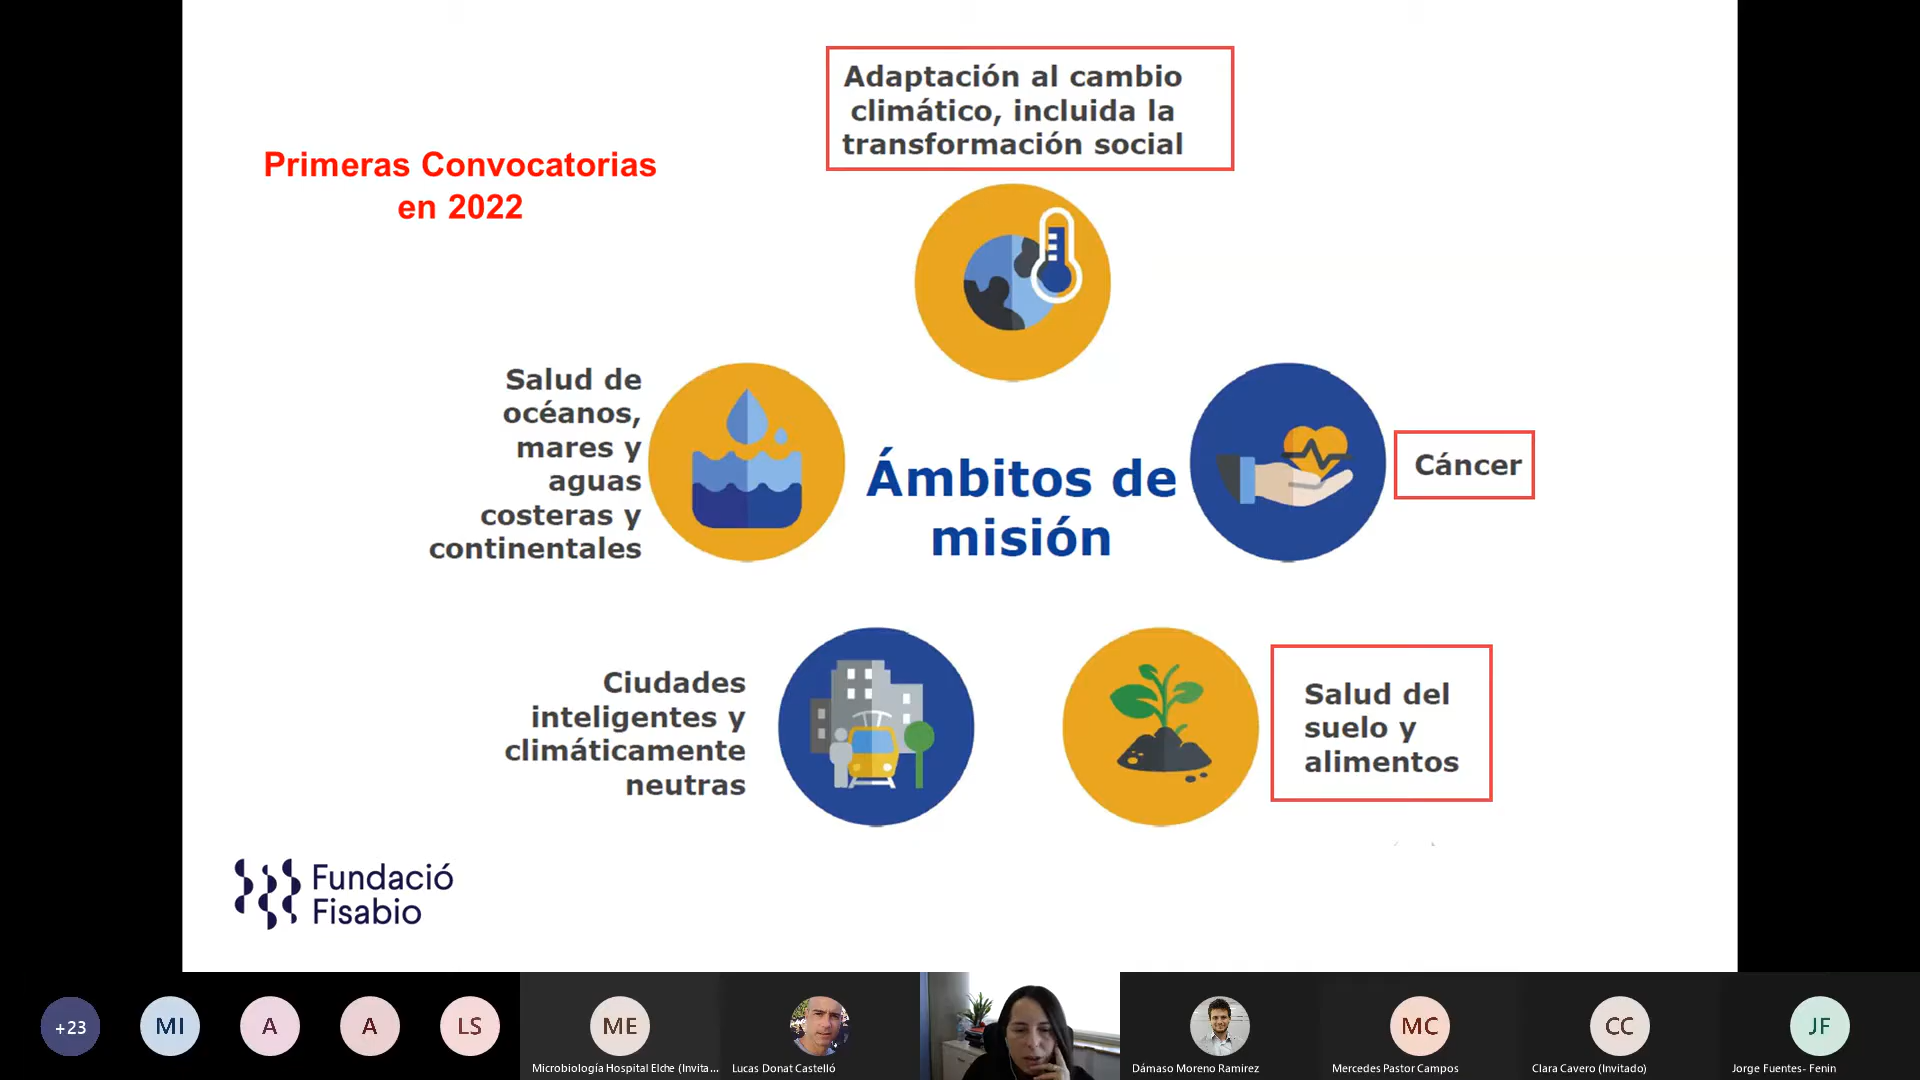 Adaptación al cambio
climático, incluida la
transformación social
Primeras Convocatorias
en 2022
Salud de
océanos,
mares y
aguas
costeras y
continentales
Ámbitos de
misión
Cáncer
Ciudades
inteligentes y
climáticamente
neutras
Salud del
suelo y
alimentos
Fundació
Fisabio
+23
MI
A
A
LS
ME
MC
CC
JF
Microbiología Hospital Elche (Invita...
Lucas Donat Castelló
Dámaso Moreno Ramirez
Mercedes Pastor Campos
Clara Cavero (Invitado)
Jorge Fuentes- Fenin